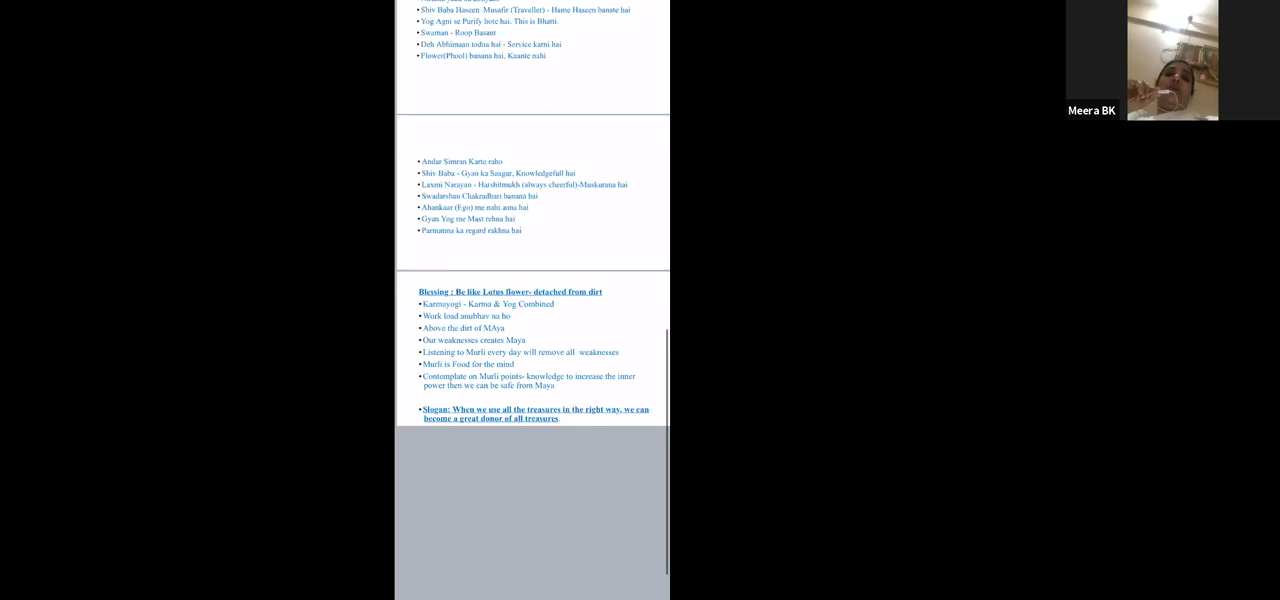 • Shiv Baba Haseen Musafir (Traveller) - Hame Haseen banate hai
• Yog Agni se Purify hote hai. This is Bhatti.
• Swaman - Roop Basant
• Deh Abhimaan todna hai - Service karni hai
• Flower(Phool) banana hai, Kaante nahi
• Andar Simran Karte raho
• Shiv Baba - Gyan ka Saagar, Knowledgefull hai
• Laxmi Narayan - Harshitmukh (always cheerful)-Muskurana hai
• Swadarshan Chakradhari banana hai
• Ahankaar (Ego) me nahi aana hai
• Gyan Yog me Mast rehna hai
• Parmatma ka regard rakhna hai
Blessing : Be like Lotus flower- detached from dirt
• Karmayogi - Karma & Yog Combined
• Work load anubhav na ho
• Above the dirt of MAya
• Our weaknesses creates Maya
• Listening to Murli every day will remove all weaknesses
• Murli is Food for the mind
• Contemplate on Murli points- knowledge to increase the inner
power then we can be safe from Maya
• Slogan: When we use all the treasures in the right way, we can
become a great donor of all treasures.
Meera BK